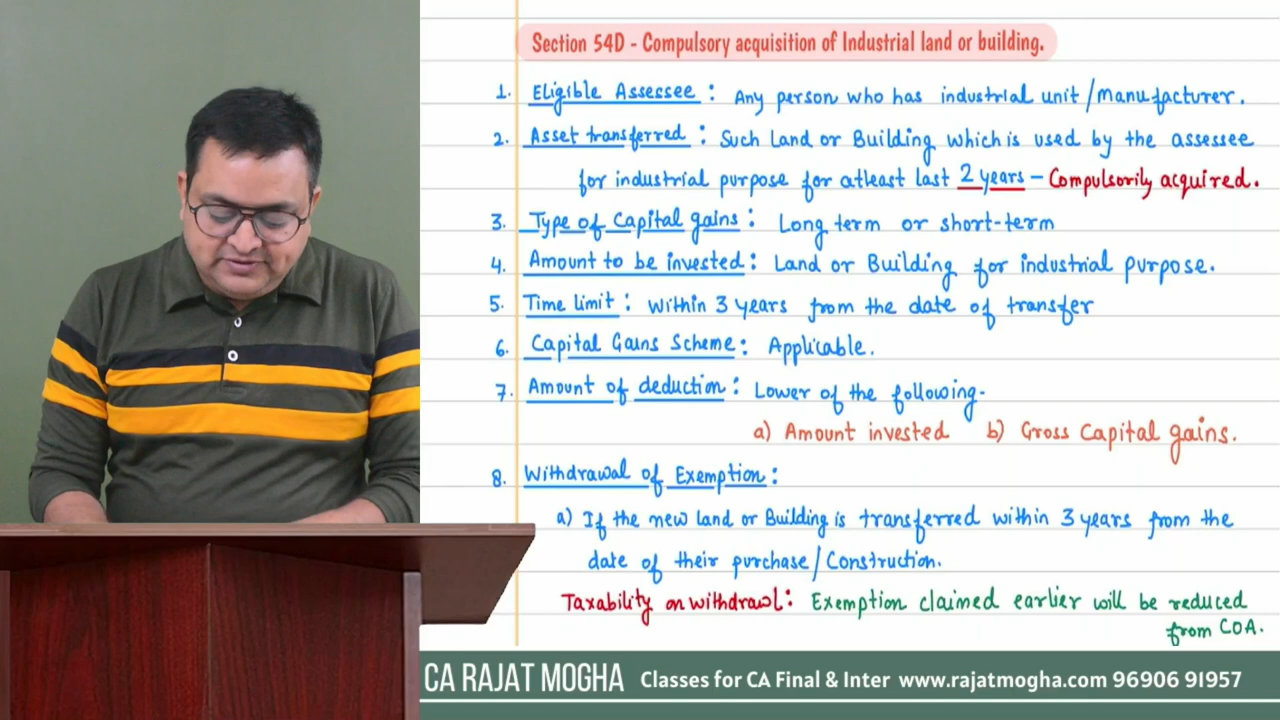 Section 54D - Compulsory acquisition of Industrial land or building.
1. Eligible Assessee : Any person who has industrial unit/manufacturer.
2. Asset transferred : Such Land or Building which is used by the assessee
for industrial purpose for atleast last 2 years - Compulsorily acquired.
3. Type of Capital gains : Long term or short-term
4. Amount to be invested : Land or Building for industrial purpose.
5. Time limit : within 3 years from the date of transfer
6. Capital Gains Scheme : Applicable.
7. Amount of deduction : Lower of the following-
a) Amount invested b) Gross Capital gains.
8. Withdrawal of Exemption :
a) If the new land or Building is transferred within 3 years from the
date of their purchase/Construction.
Taxability on withdrawl : Exemption claimed earlier will be reduced
from COA.
CA RAJAT MOGHA Classes for CA Final & Inter www.rajatmogha.com 96906 91957